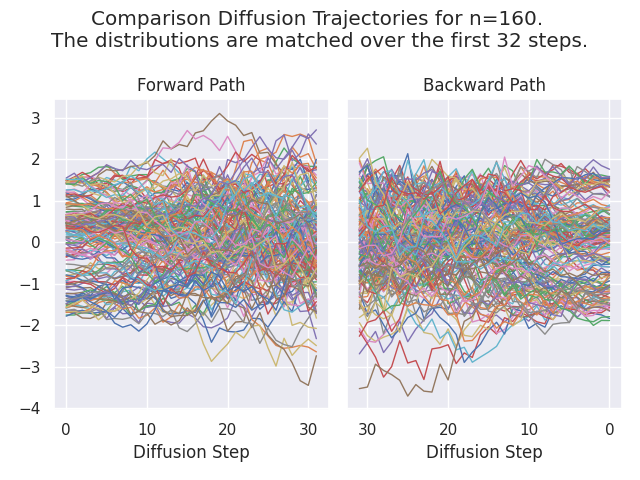 Comparison Diffusion Trajectories for n=160.
The distributions are matched over the first 32 steps.
Forward Path
Backward Path
3
2
1
0
−1
−2
−3
−4
0 10 20 30
30 20 10 0
Diffusion Step
Diffusion Step